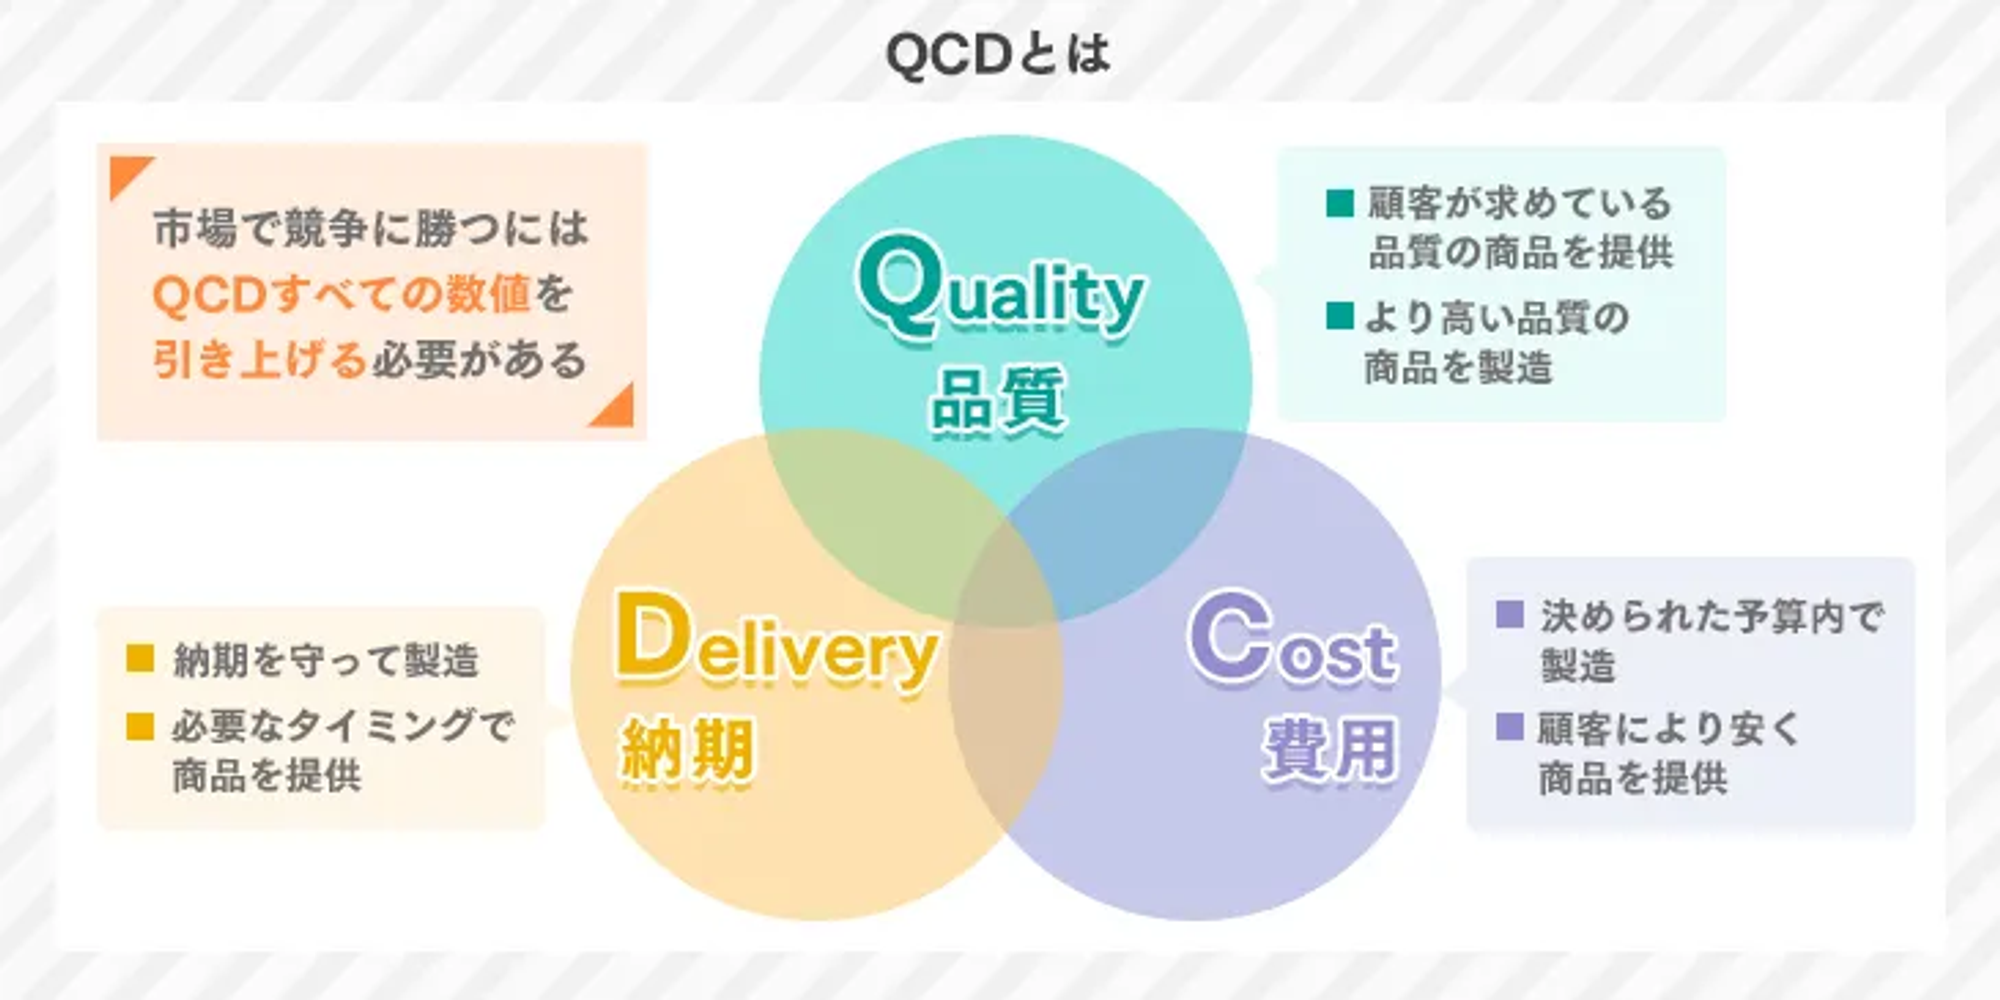 QCDとは
市場で競争に勝つには
QCDすべての数値を
引き上げる必要がある
Quality
品質
■ 顧客が求めている
品質の商品を提供
■ より高い品質の
商品を製造
Delivery
納期
■ 納期を守って製造
■ 必要なタイミングで
商品を提供
Cost
費用
■ 決められた予算内で
製造
■ 顧客により安く
商品を提供